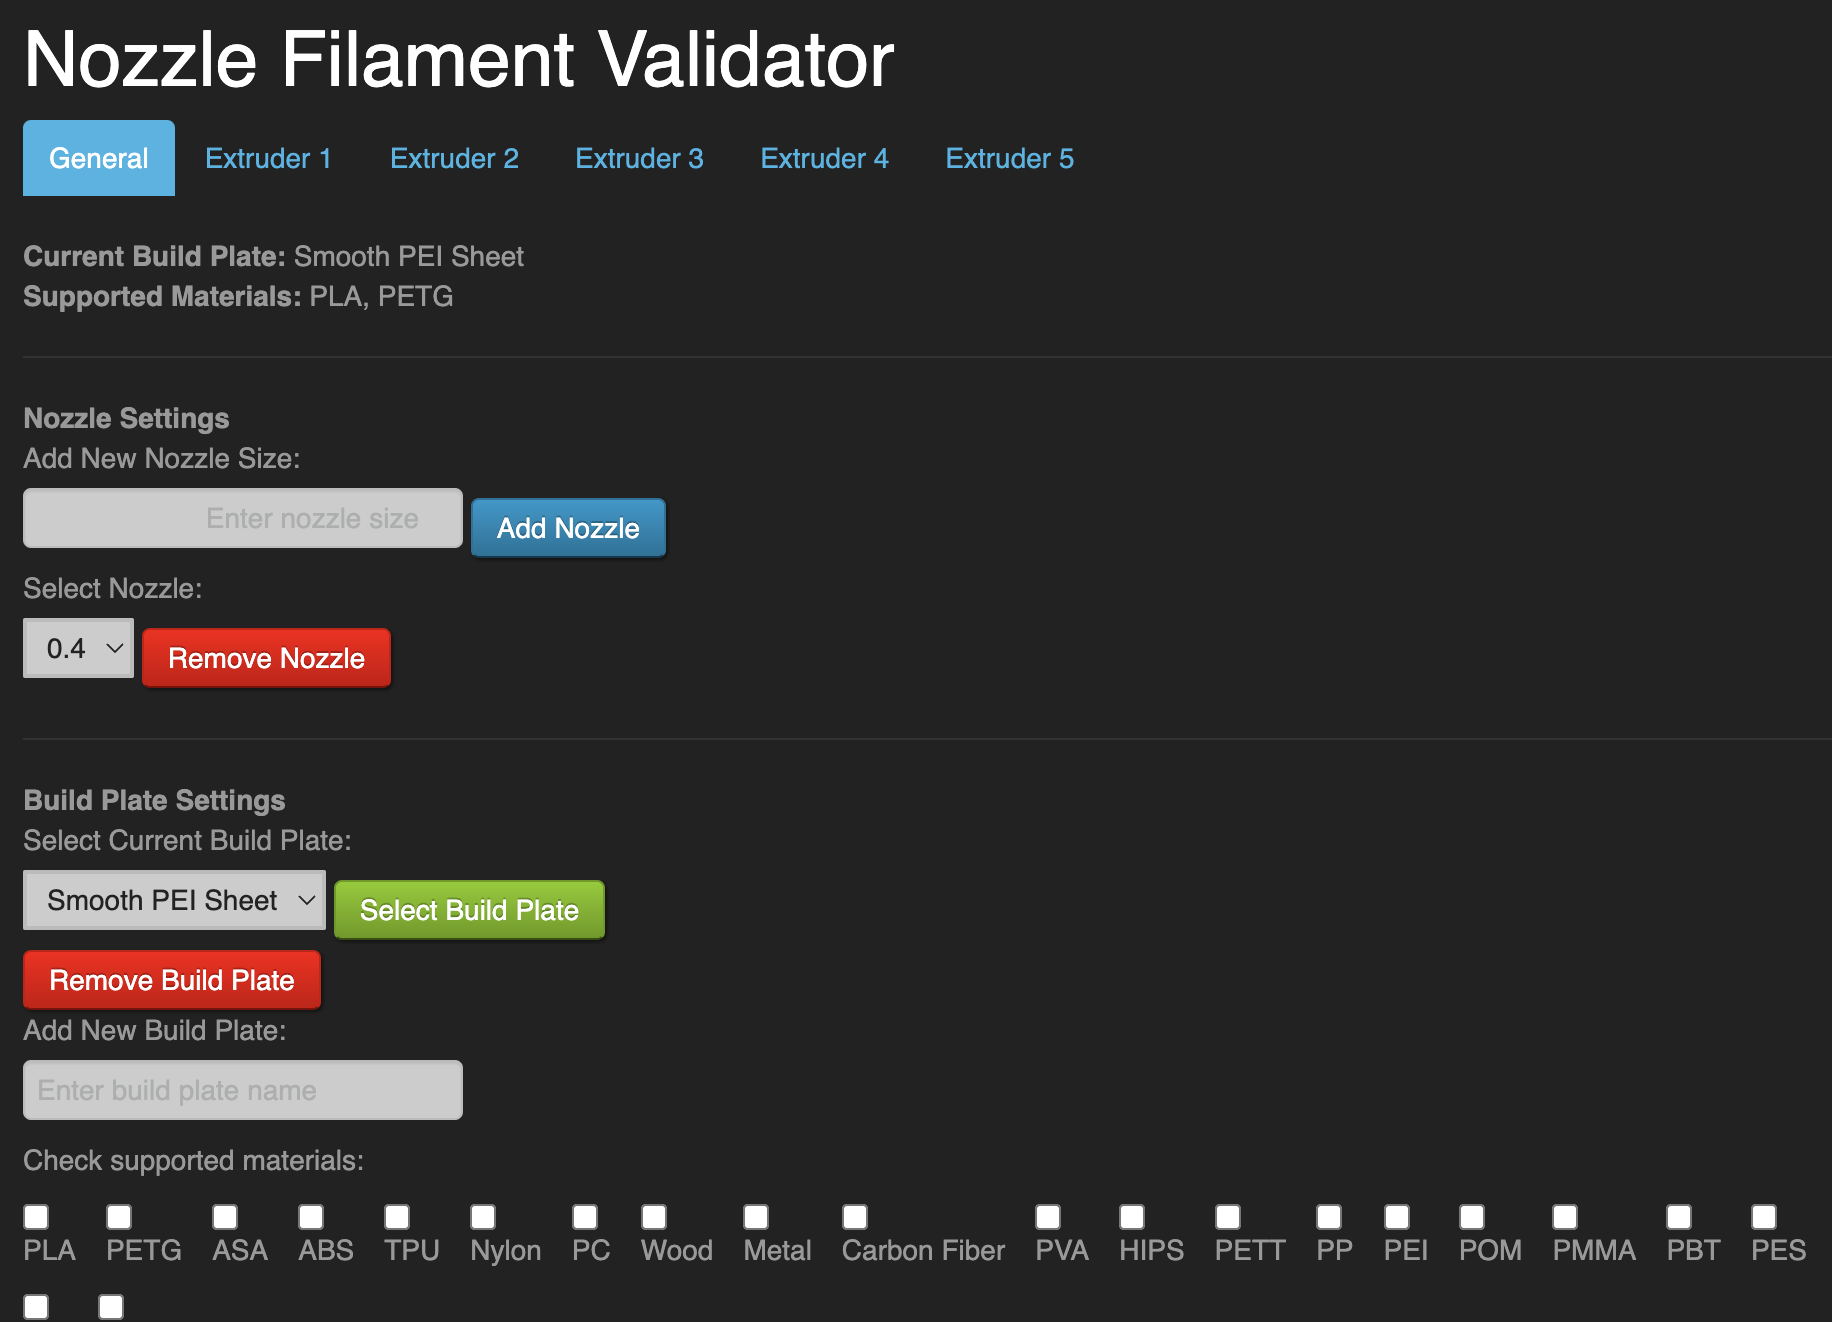 Nozzle Filament Validator
General Extruder 1 Extruder 2 Extruder 3 Extruder 4 Extruder 5
Current Build Plate: Smooth PEI Sheet
Supported Materials: PLA, PETG
Nozzle Settings
Add New Nozzle Size:
Enter nozzle size Add Nozzle
Select Nozzle:
0.4 Remove Nozzle
Build Plate Settings
Select Current Build Plate:
Smooth PEI Sheet Select Build Plate
Remove Build Plate
Add New Build Plate:
Enter build plate name
Check supported materials:
PLA PETG ASA ABS TPU Nylon PC Wood Metal Carbon Fiber PVA HIPS PETT PP PEI POM PMMA PBT PES